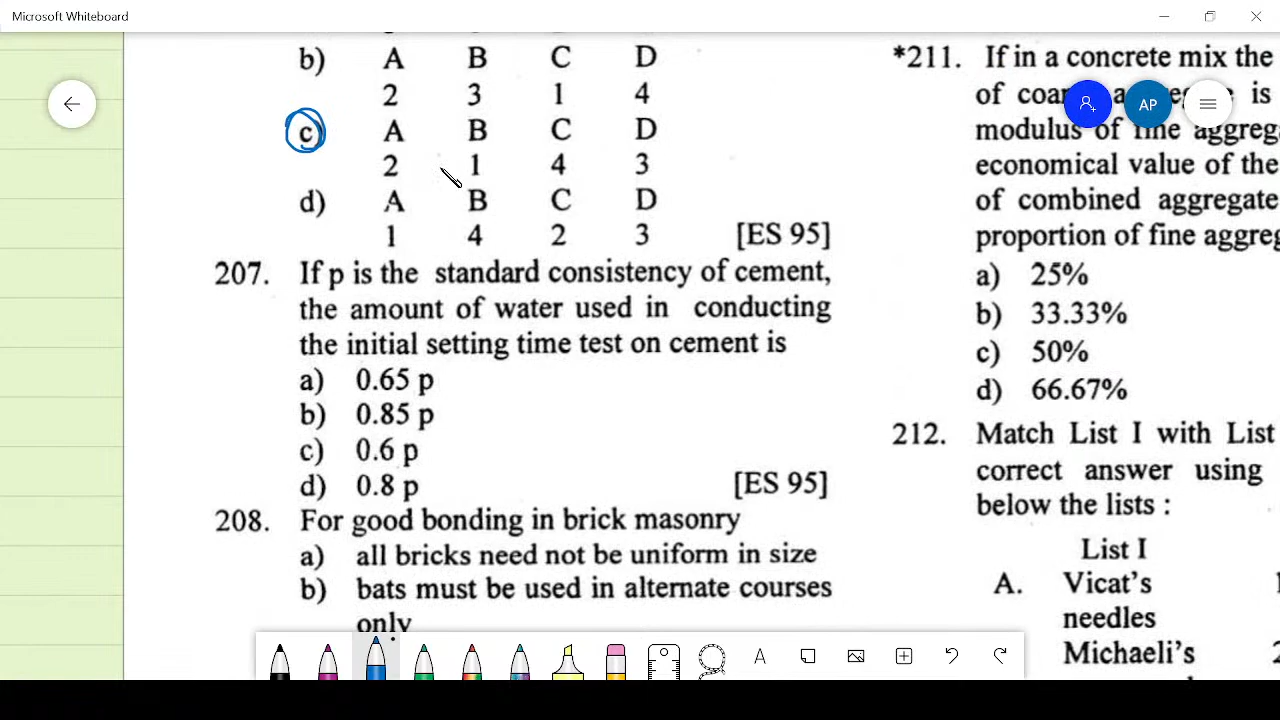 Microsoft Whiteboard
b) A B C D
2 3 1 4
c) A B C D
2 1 4 3
d) A B C D
1 4 2 3 [ES 95]
207. If p is the standard consistency of cement,
the amount of water used in conducting
the initial setting time test on cement is
a) 0.65 p
b) 0.85 p
c) 0.6 p
d) 0.8 p [ES 95]
208. For good bonding in brick masonry
a) all bricks need not be uniform in size
b) bats must be used in alternate courses
only
AP
*211. If in a concrete mix the
of is
modulus of fine
economical value of the
of combined aggregate
proportion of fine
a) 25%
b) 33.33%
c) 50%
d) 66.67%
212. Match List I with List
correct answer using
below the lists :
List I
A. Vicat's
needles
Michaeli's
A